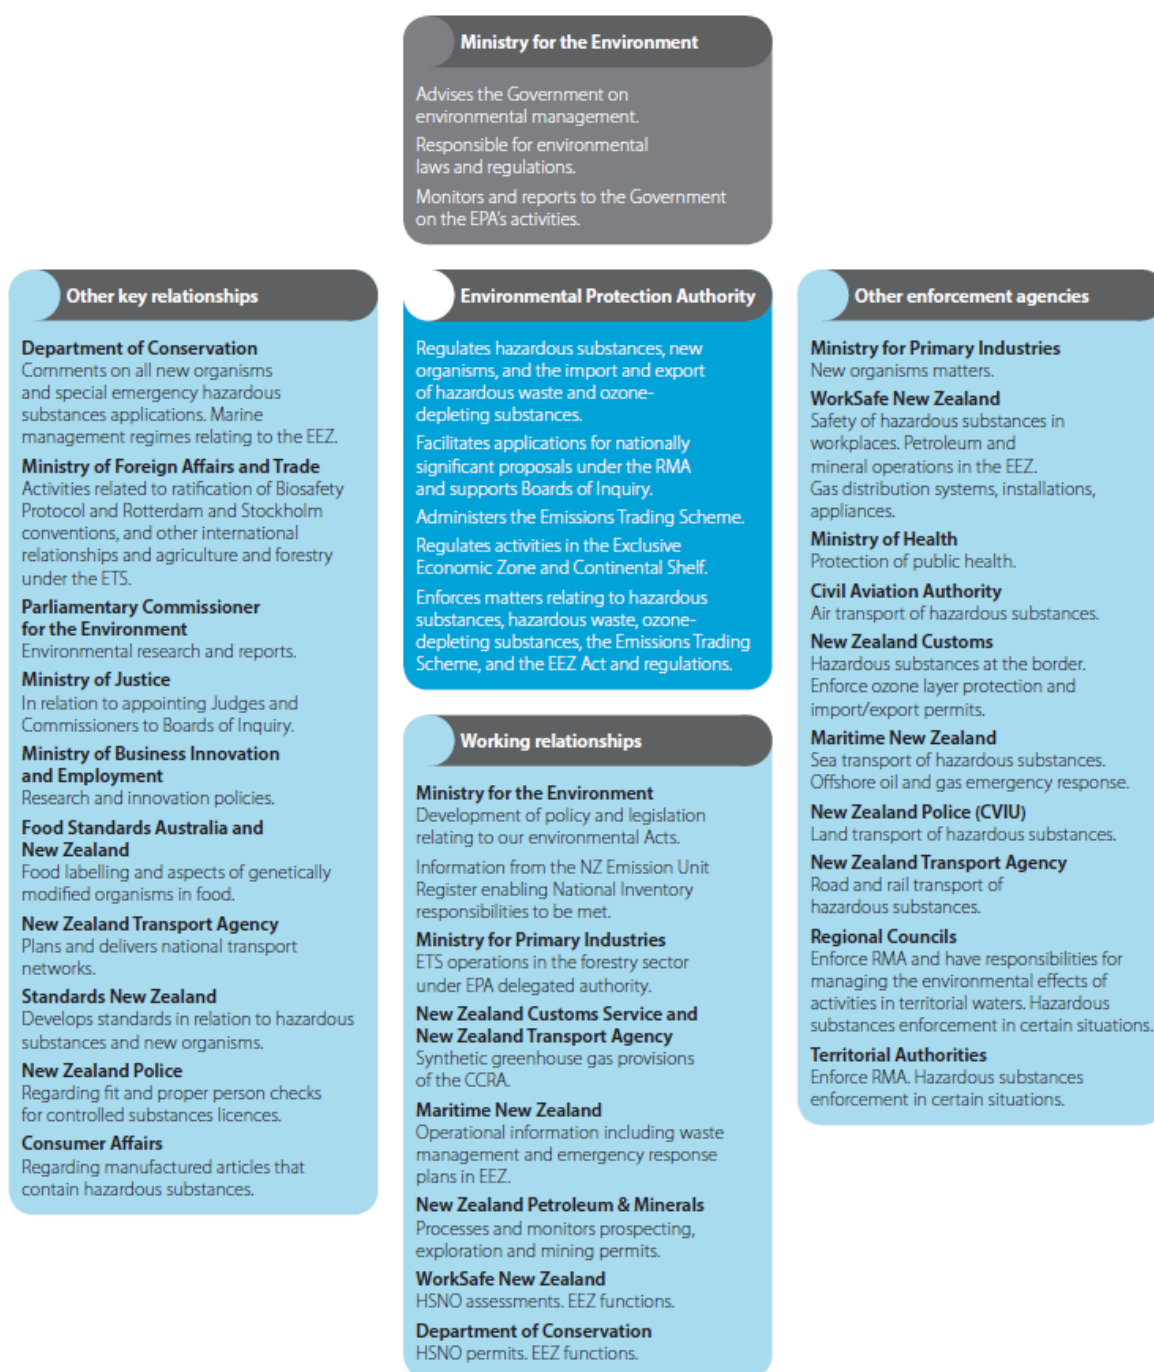 Ministry for the Environment
Advises the Government on
environmental management.
Responsible for environmental
laws and regulations.
Monitors and reports to the Government
on the EPA's activities.
Other key relationships
Department of Conservation
Comments on all new organisms
and special emergency hazardous
substances applications. Marine
management regimes relating to the EEZ.
Ministry of Foreign Affairs and Trade
Activities related to ratification of Biosafety
Protocol and Rotterdam and Stockholm
conventions, and other international
relationships and agriculture and forestry
under the ETS.
Parliamentary Commissioner
for the Environment
Environmental research and reports.
Ministry of Justice
In relation to appointing Judges and
Commissioners to Boards of Inquiry.
Ministry of Business Innovation
and Employment
Research and innovation policies.
Food Standards Australia and
New Zealand
Food labelling and aspects of genetically
modified organisms in food.
New Zealand Transport Agency
Plans and delivers national transport
networks.
Standards New Zealand
Develops standards in relation to hazardous
substances and new organisms.
New Zealand Police
Regarding fit and proper person checks
for controlled substances licences.
Consumer Affairs
Regarding manufactured articles that
contain hazardous substances.
Environmental Protection Authority
Regulates hazardous substances, new
organisms, and the import and export
of hazardous waste and ozone-
depleting substances.
Facilitates applications for nationally
significant proposals under the RMA
and supports Boards of Inquiry.
Administers the Emissions Trading Scheme.
Regulates activities in the Exclusive
Economic Zone and Continental Shelf.
Enforces matters relating to hazardous
substances, hazardous waste, ozone-
depleting substances, the Emissions Trading
Scheme, and the EEZ Act and regulations.
Working relationships
Ministry for the Environment
Development of policy and legislation
relating to our environmental Acts.
Information from the NZ Emission Unit
Register enabling National Inventory
responsibilities to be met.
Ministry for Primary Industries
ETS operations in the forestry sector
under EPA delegated authority.
New Zealand Customs Service and
New Zealand Transport Agency
Synthetic greenhouse gas provisions
of the CCRA.
Maritime New Zealand
Operational information including waste
management and emergency response
plans in EEZ.
New Zealand Petroleum & Minerals
Processes and monitors prospecting,
exploration and mining permits.
WorkSafe New Zealand
HSNO assessments. EEZ functions.
Department of Conservation
HSNO permits. EEZ functions.
Other enforcement agencies
Ministry for Primary Industries
New organisms matters.
WorkSafe New Zealand
Safety of hazardous substances in
workplaces. Petroleum and
mineral operations in the EEZ.
Gas distribution systems, installations,
appliances.
Ministry of Health
Protection of public health.
Civil Aviation Authority
Air transport of hazardous substances.
New Zealand Customs
Hazardous substances at the border.
Enforce ozone layer protection and
import/export permits.
Maritime New Zealand
Sea transport of hazardous substances.
Offshore oil and gas emergency response.
New Zealand Police (CVIU)
Land transport of hazardous substances.
New Zealand Transport Agency
Road and rail transport of
hazardous substances.
Regional Councils
Enforce RMA and have responsibilities for
managing the environmental effects of
activities in territorial waters. Hazardous
substances enforcement in certain situations.
Territorial Authorities
Enforce RMA. Hazardous substances
enforcement in certain situations.